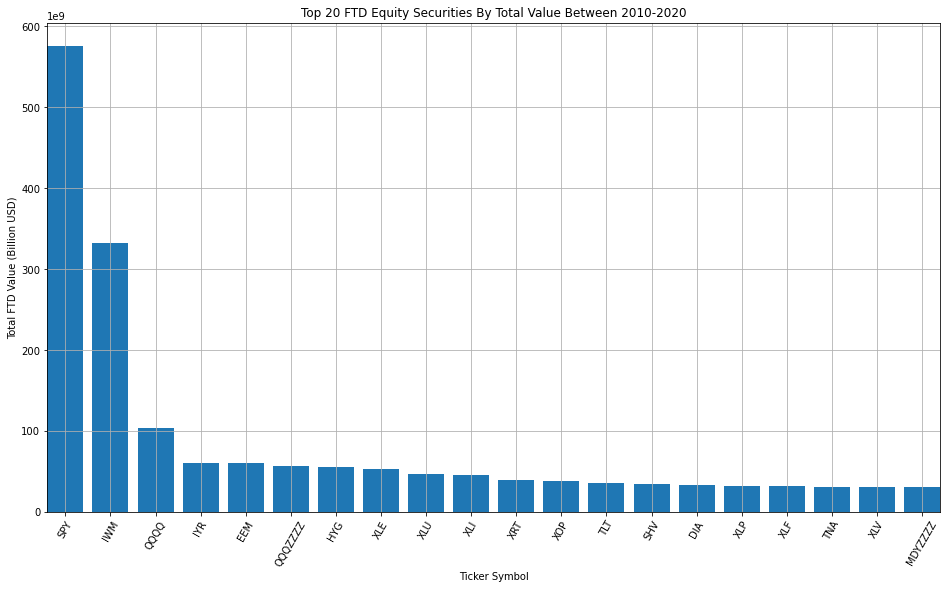 Top 20 FTD Equity Securities By Total Value Between 2010-2020
1e9
600
500
400
300
200
100
0
Total FTD Value (Billion USD)
SPY
IWM
QQQQ
IYR
EEM
QQQZZZZ
HYG
XLE
XLU
XLI
XRT
XOP
TLT
SHV
DIA
XLP
XLF
TNA
XLV
MDYZZZZ
Ticker Symbol